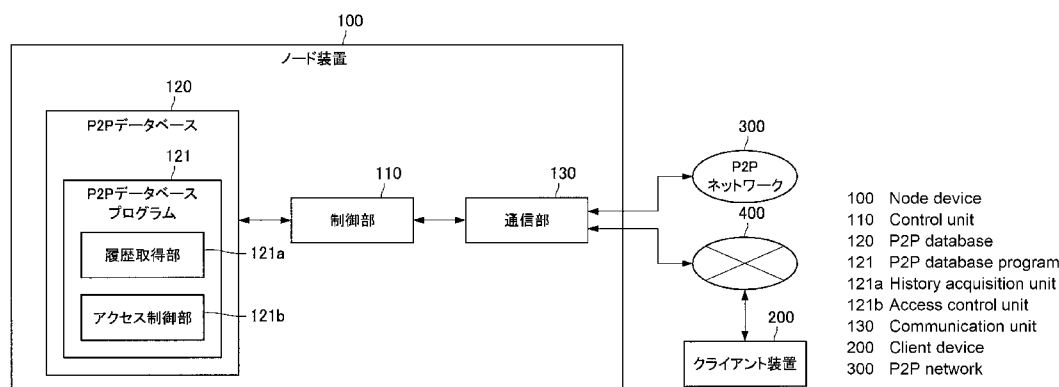 100
ノード装置
120
P2Pデータベース
121
P2Pデータベース
プログラム
履歴取得部
121a
アクセス制御部
121b
110
制御部
130
通信部
300
P2P
ネットワーク
400
200
クライアント装置
100 Node device
110 Control unit
120 P2P database
121 P2P database program
121a History acquisition unit
121b Access control unit
130 Communication unit
200 Client device
300 P2P network